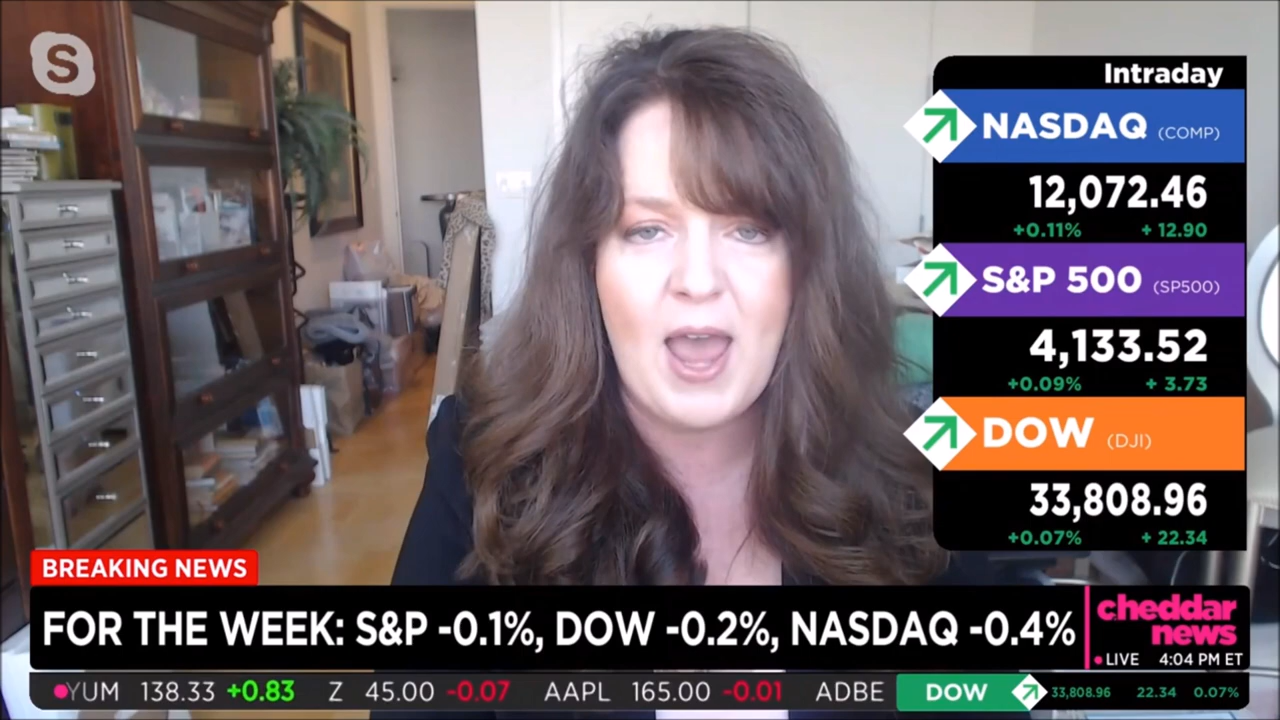 S
Intraday
NASDAQ (COMP)
12,072.46
+0.11% + 12.90
S&P 500 (SP500)
4,133.52
+0.09% + 3.73
DOW (DJI)
33,808.96
+0.07% + 22.34
BREAKING NEWS
FOR THE WEEK: S&P -0.1%, DOW -0.2%, NASDAQ -0.4%
cheddar
news
LIVE 4:04 PM ET
YUM 138.33 +0.83 Z 45.00 -0.07 AAPL 165.00 -0.01 ADBE DOW 33,808.96 22.34 0.07%